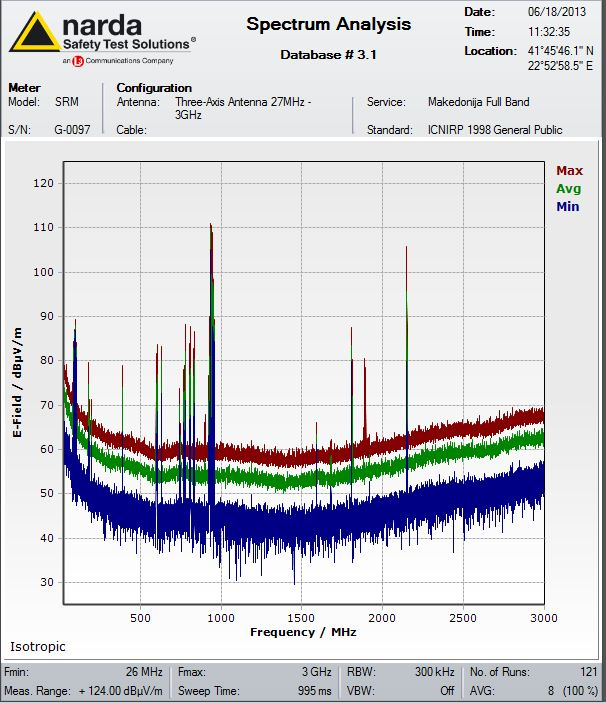 narda
Safety Test Solutions®
an L3 Communications Company
Spectrum Analysis
Database # 3.1
Date: 06/18/2013
Time: 11:32:35
Location: 41°45'46.1" N
22°52'58.5" E
Meter
Model: SRM
S/N: G-0097
Configuration
Antenna: Three-Axis Antenna 27MHz -
3GHz
Cable:
Service: Makedonija Full Band
Standard: ICNIRP 1998 General Public
Max
Avg
Min
120
110
100
90
80
70
60
50
40
30
E-Field / dBµV/m
500 1000 1500 2000 2500 3000
Frequency / MHz
Isotropic
Fmin: 26 MHz Fmax: 3 GHz RBW: 300 kHz No. of Runs: 121
Meas. Range: + 124.00 dBµV/m Sweep Time: 995 ms VBW: Off AVG: 8 (100 %)